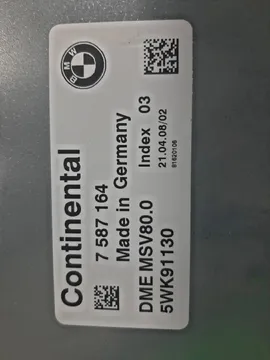 BMW
Continental
7 587 164
Made in Germany
DME MSV80.0 Index 03
5WK91130 21.04.08/02